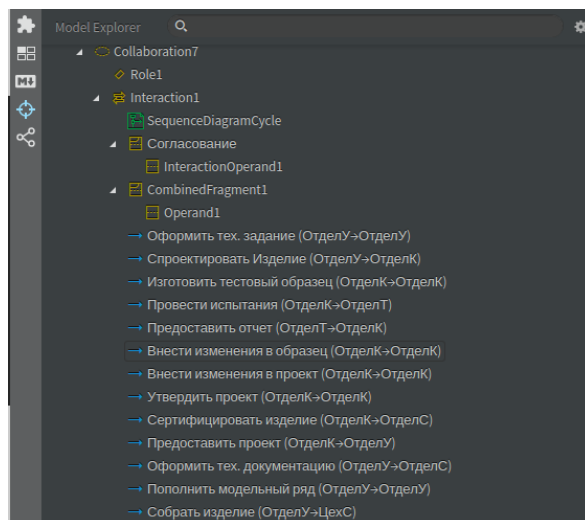 Model Explorer
M
Collaboration7
Role1
Interaction1
SequenceDiagramCycle
Согласование
InteractionOperand1
CombinedFragment1
Operand1
Оформить тех. задание (ОтделУ→ОтделУ)
Спроектировать Изделие (ОтделУ→ОтделК)
Изготовить тестовый образец (ОтделК→ОтделК)
Провести испытания (ОтделК→ОтделТ)
Предоставить отчет (ОтделТ→ОтделК)
Внести изменения в образец (ОтделК→ОтделК)
Внести изменения в проект (ОтделК→ОтделК)
Утвердить проект (ОтделК→ОтделК)
Сертифицировать изделие (ОтделК→ОтделС)
Предоставить проект (ОтделК→ОтделУ)
Оформить тех. документацию (ОтделУ→ОтделС)
Пополнить модельный ряд (ОтделУ→ОтделУ)
Собрать изделие (ОтделУ→ЦехС)